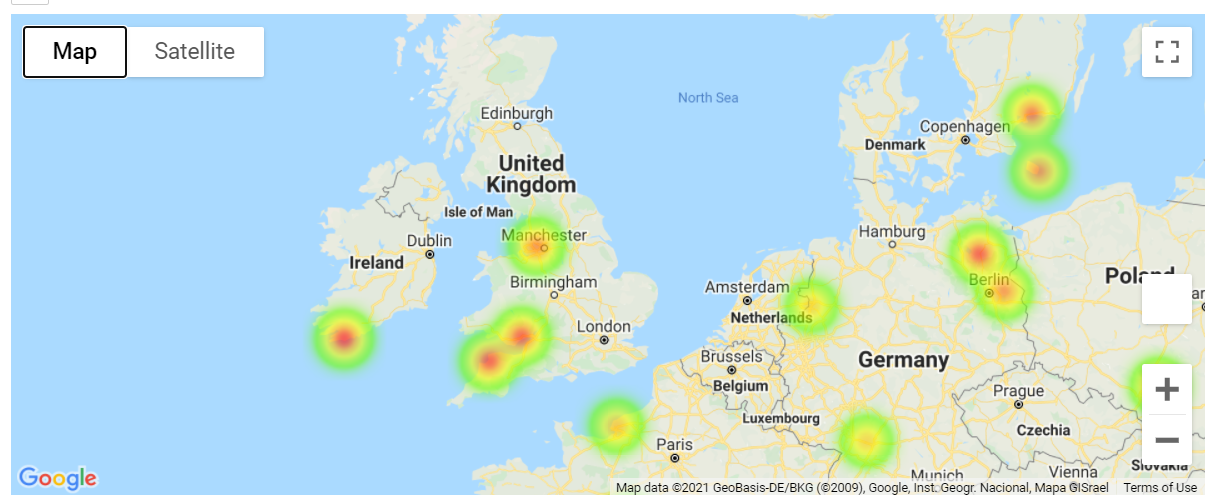 Map
Satellite
North Sea
Edinburgh
Copenhagen
Denmark
United
Kingdom
Isle of Man
Hamburg
Dublin
Manchester
Ireland
Berlin
Poland
Birmingham
Amsterdam
Netherlands
London
Brussels
Germany
Belgium
Prague
Luxembourg
Czechia
Paris
Slovakia
Munich
Vienna
Google
Map data ©2021 GeoBasis-DE/BKG (©2009), Google, Inst. Geogr. Nacional, Mapa GISrael
Terms of Use